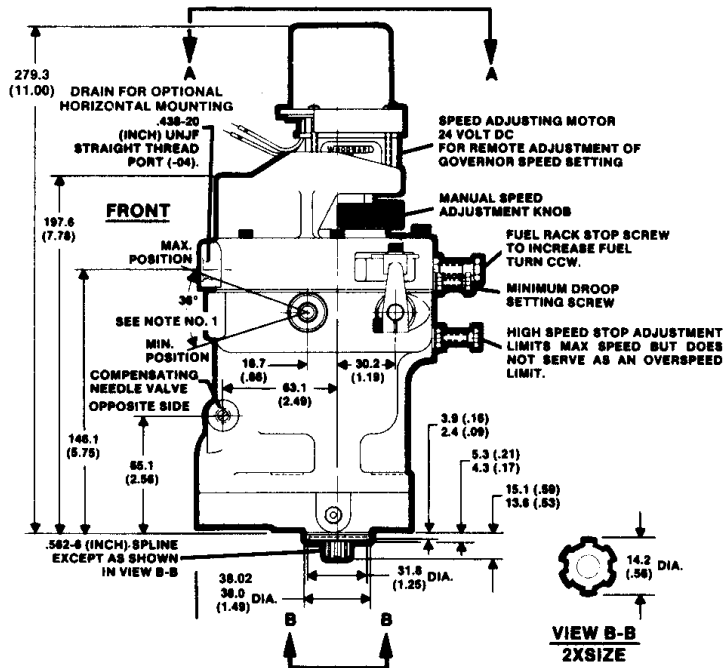 A A
279.3
(11.00)
DRAIN FOR OPTIONAL
HORIZONTAL MOUNTING
.438-20
(INCH) UNJF
STRAIGHT THREAD
PORT (-04).
WOODWARD
SPEED ADJUSTING MOTOR
24 VOLT DC
FOR REMOTE ADJUSTMENT OF
GOVERNOR SPEED SETTING
197.6
(7.78)
FRONT
MANUAL SPEED
ADJUSTMENT KNOB
MAX.
POSITION
FUEL RACK STOP SCREW
TO INCREASE FUEL
TURN CCW.
36°
SEE NOTE NO. 1
MINIMUM DROOP
SETTING SCREW
MIN.
POSITION
HIGH SPEED STOP ADJUSTMENT
LIMITS MAX SPEED BUT DOES
NOT SERVE AS AN OVERSPEED
LIMIT.
16.7
(.66)
30.2
(1.19)
COMPENSATING
NEEDLE VALVE
OPPOSITE SIDE
63.1
(2.49)
146.1
(5.75)
65.1
(2.56)
3.9 (.15)
2.4 (.09)
5.3 (.21)
4.3 (.17)
15.1 (.59)
13.6 (.53)
.562-6 (INCH) SPLINE
EXCEPT AS SHOWN
IN VIEW B-B
31.8
(1.25) DIA.
38.02
38.0
(1.49) DIA.
14.2
(.56) DIA.
B B
VIEW B-B
2XSIZE